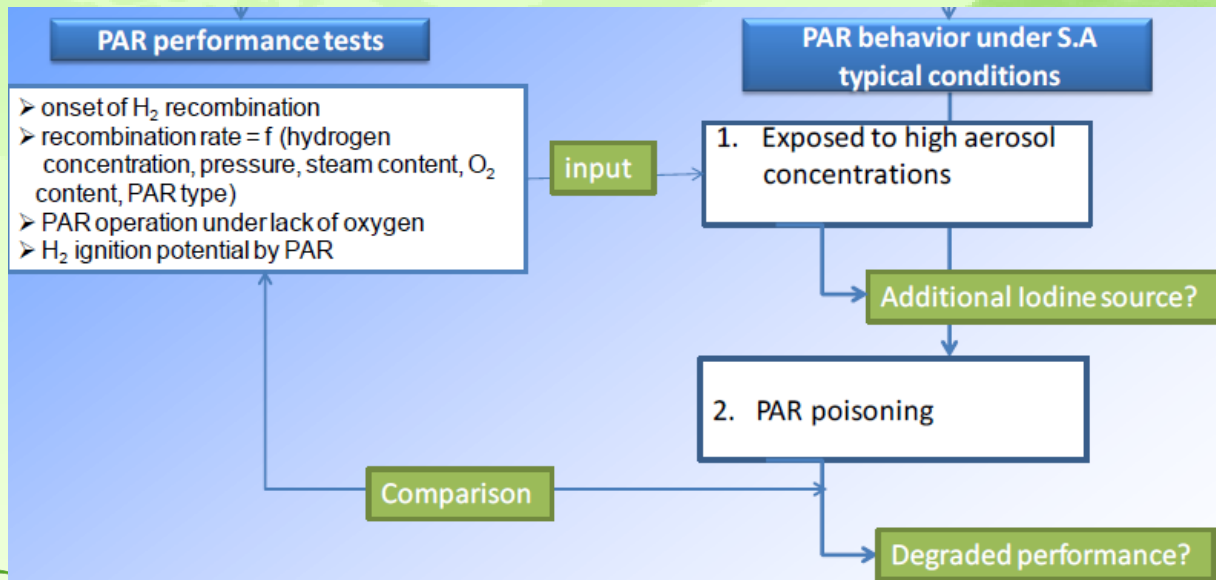 PAR performance tests
➢ onset of H₂ recombination
➢ recombination rate = f (hydrogen
concentration, pressure, steam content, O₂
content, PAR type)
➢ PAR operation under lack of oxygen
➢ H₂ ignition potential by PAR
input
PAR behavior under S.A
typical conditions
1. Exposed to high aerosol
concentrations
Additional Iodine source?
2. PAR poisoning
Comparison
Degraded performance?